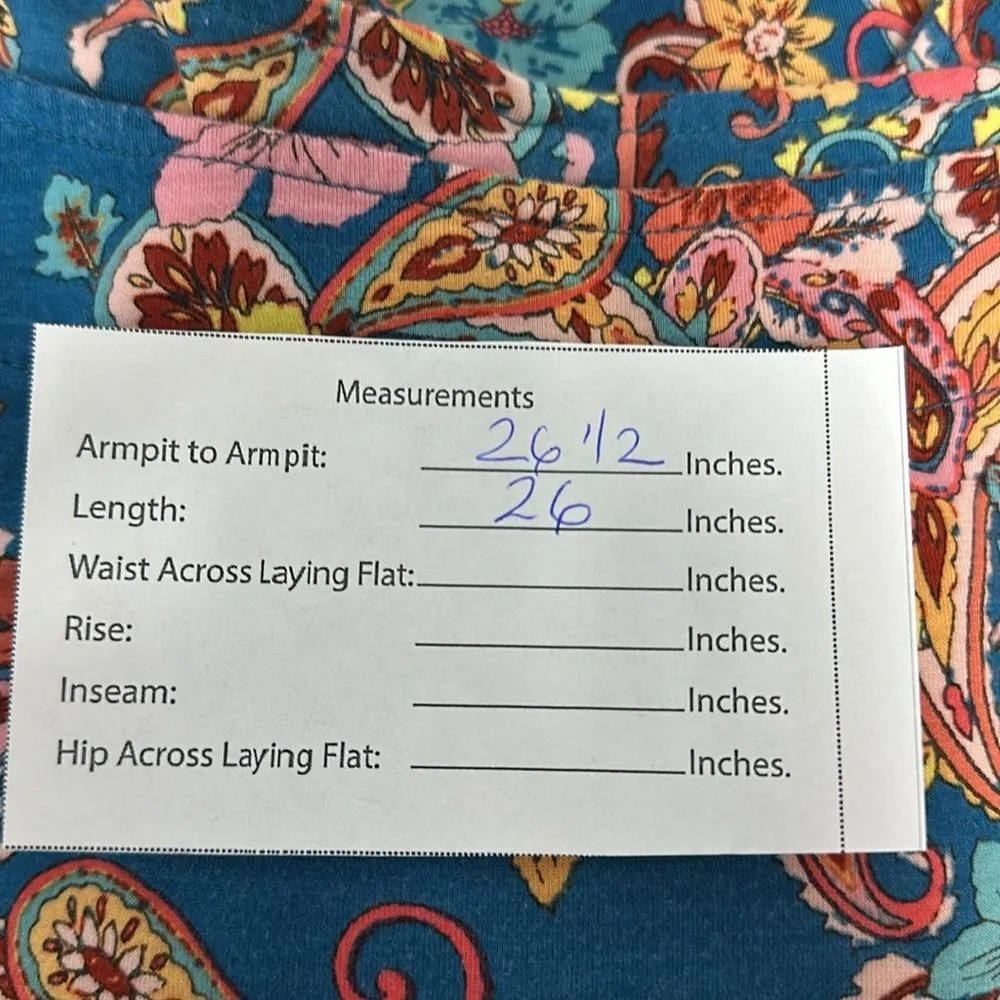 Measurements
Armpit to Armpit: 26 1/2 Inches.
Length: 26 Inches.
Waist Across Laying Flat: Inches.
Rise: Inches.
Inseam: Inches.
Hip Across Laying Flat: Inches.